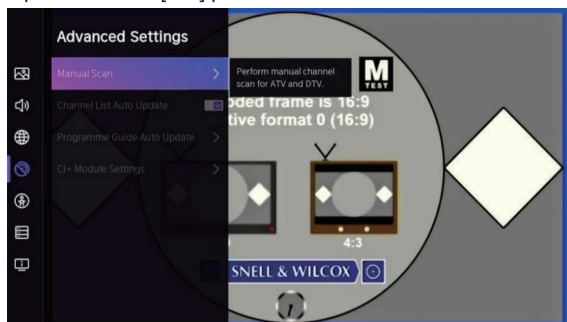 Advanced Settings
Manual Scan
Perform manual channel
scan for ATV and DTV.
M
TEST
Channel List Auto Update
oded frame is 16:9
tive format 0 (16:9)
Programme Guide Auto Update
CI+ Module Settings
4:3
SNELL & WILCOX